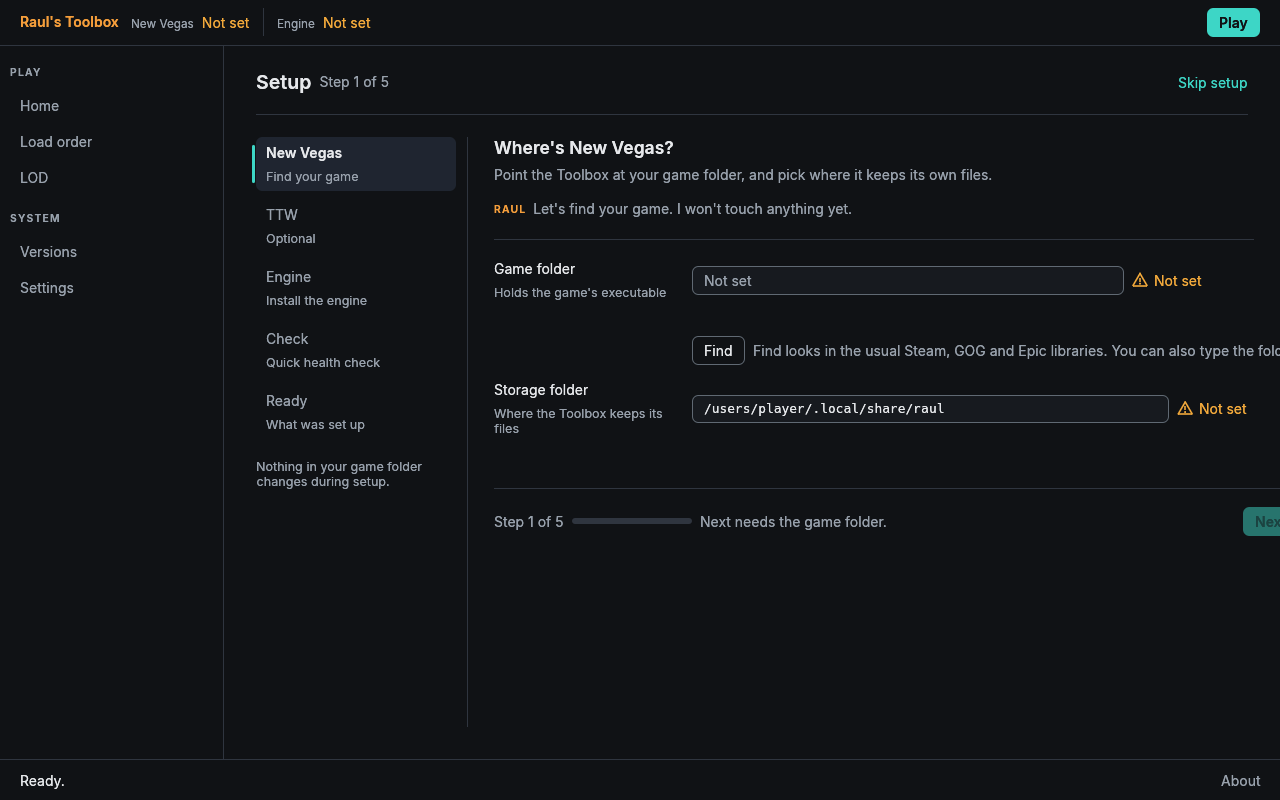 Raul's Toolbox New Vegas Not set Engine Not set Play
PLAY
Home
Load order
LOD
SYSTEM
Versions
Settings
Setup Step 1 of 5 Skip setup
New Vegas
Find your game
TTW
Optional
Engine
Install the engine
Check
Quick health check
Ready
What was set up
Nothing in your game folder
changes during setup.
Where's New Vegas?
Point the Toolbox at your game folder, and pick where it keeps its own files.
RAUL Let's find your game. I won't touch anything yet.
Game folder
Holds the game's executable
Not set Not set
Find Find looks in the usual Steam, GOG and Epic libraries. You can also type the
Storage folder
Where the Toolbox keeps its
files
/users/player/.local/share/raul Not set
Step 1 of 5 Next needs the game folder.
Ready. About